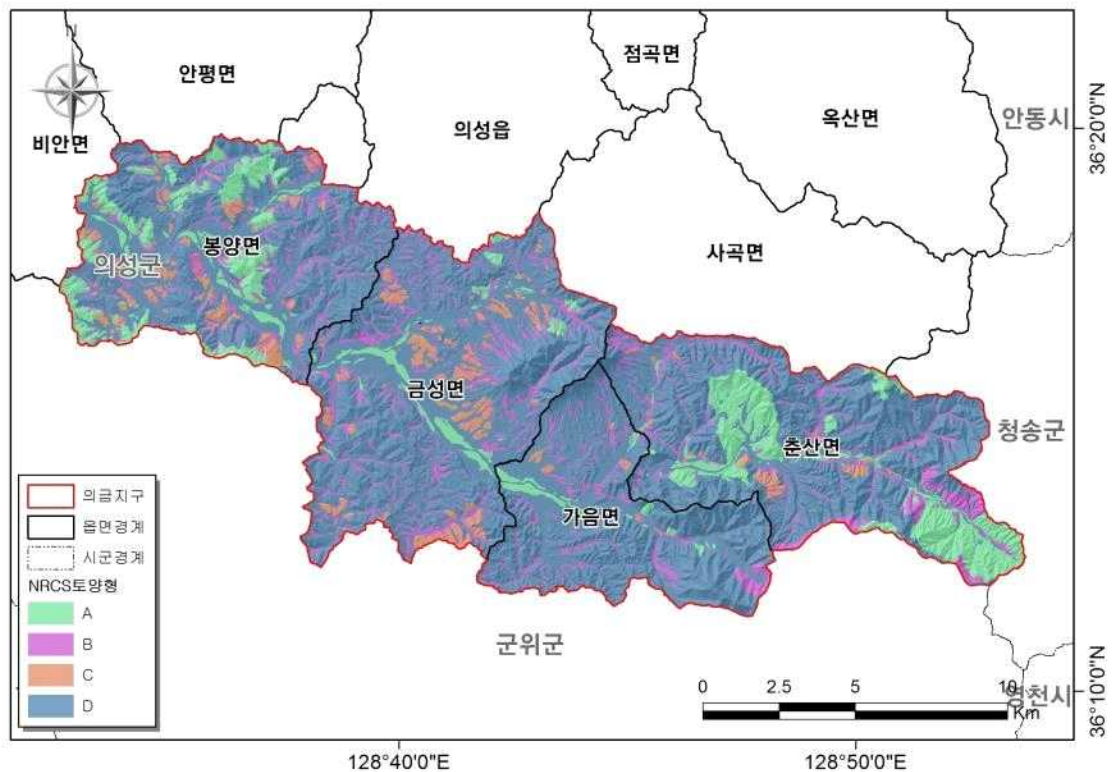 N
안평면
점곡면
옥산면
안동시
비안면
의성읍
36°20'0"N
봉양면
의성군
사곡면
금성면
춘산면
청송군
가음면
의금지구
읍면경계
시군경계
NRCS토양형
A
B
C
D
군위군
영천시
36°10'0"N
0 2.5 5 10
Km
128°40'0"E 128°50'0"E